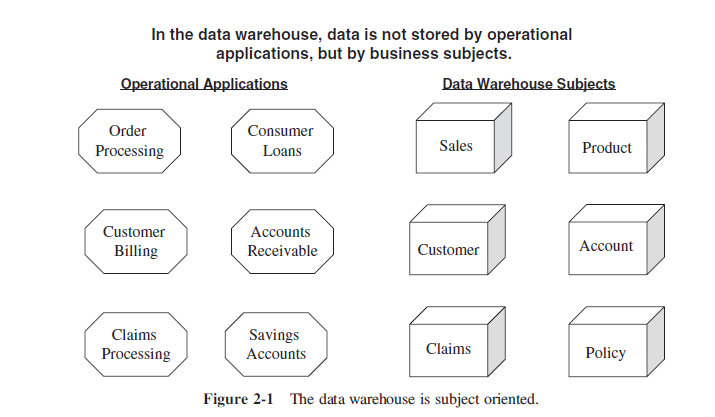 In the data warehouse, data is not stored by operational
applications, but by business subjects.
Operational Applications
Data Warehouse Subjects
Order
Processing
Consumer
Loans
Sales
Product
Customer
Billing
Accounts
Receivable
Customer
Account
Claims
Processing
Savings
Accounts
Claims
Policy
Figure 2-1 The data warehouse is subject oriented.